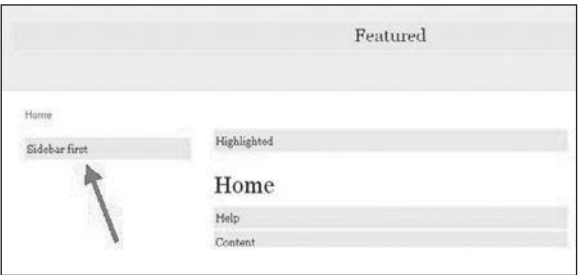 Featured
Home
Sidebar first
Highlighted
Home
Help
Content